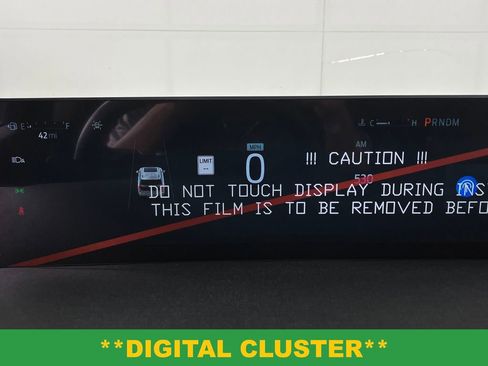 E F
42 mi
C H PRNDM
MPH
AM
LIMIT
0
!!! CAUTION !!!
530
DO NOT TOUCH DISPLAY DURING INS
THIS FILM IS TO BE REMOVED BEFO
**DIGITAL CLUSTER**